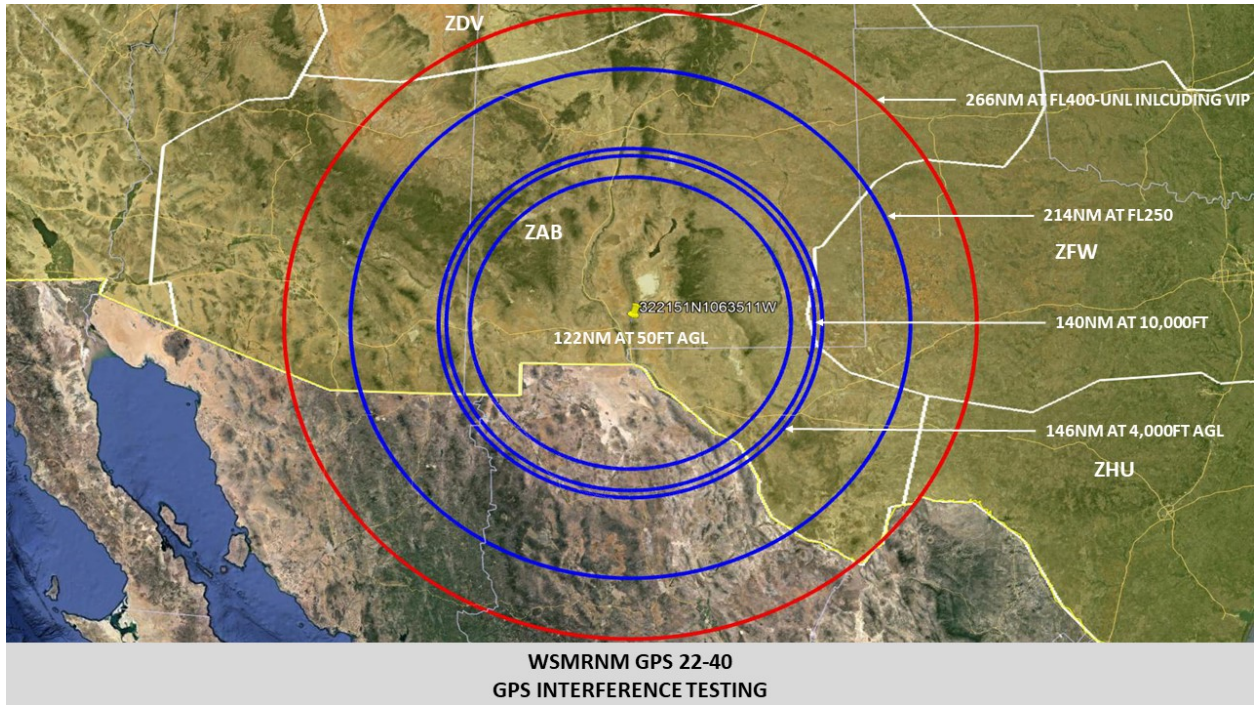 ZDV
266NM AT FL400-UNL INLCUDING VIP
214NM AT FL250
ZAB
ZFW
322151N1063511W
140NM AT 10,000FT
122NM AT 50FT AGL
146NM AT 4,000FT AGL
ZHU
WSMRNM GPS 22-40
GPS INTERFERENCE TESTING